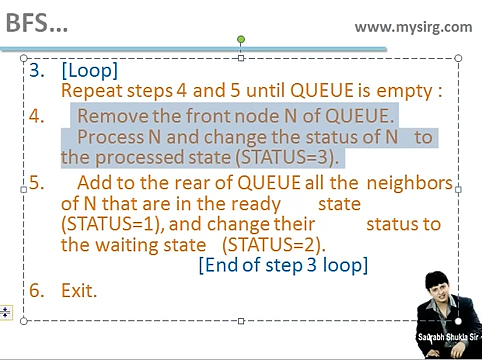 BFS...
www.mysirg.com
3. [Loop]
Repeat steps 4 and 5 until QUEUE is empty :
4. Remove the front node N of QUEUE.
Process N and change the status of N to
the processed state (STATUS=3).
5. Add to the rear of QUEUE all the neighbors
of N that are in the ready state
(STATUS=1), and change their status to
the waiting state (STATUS=2).
[End of step 3 loop]
6. Exit.
Saurabh Shukla Sir